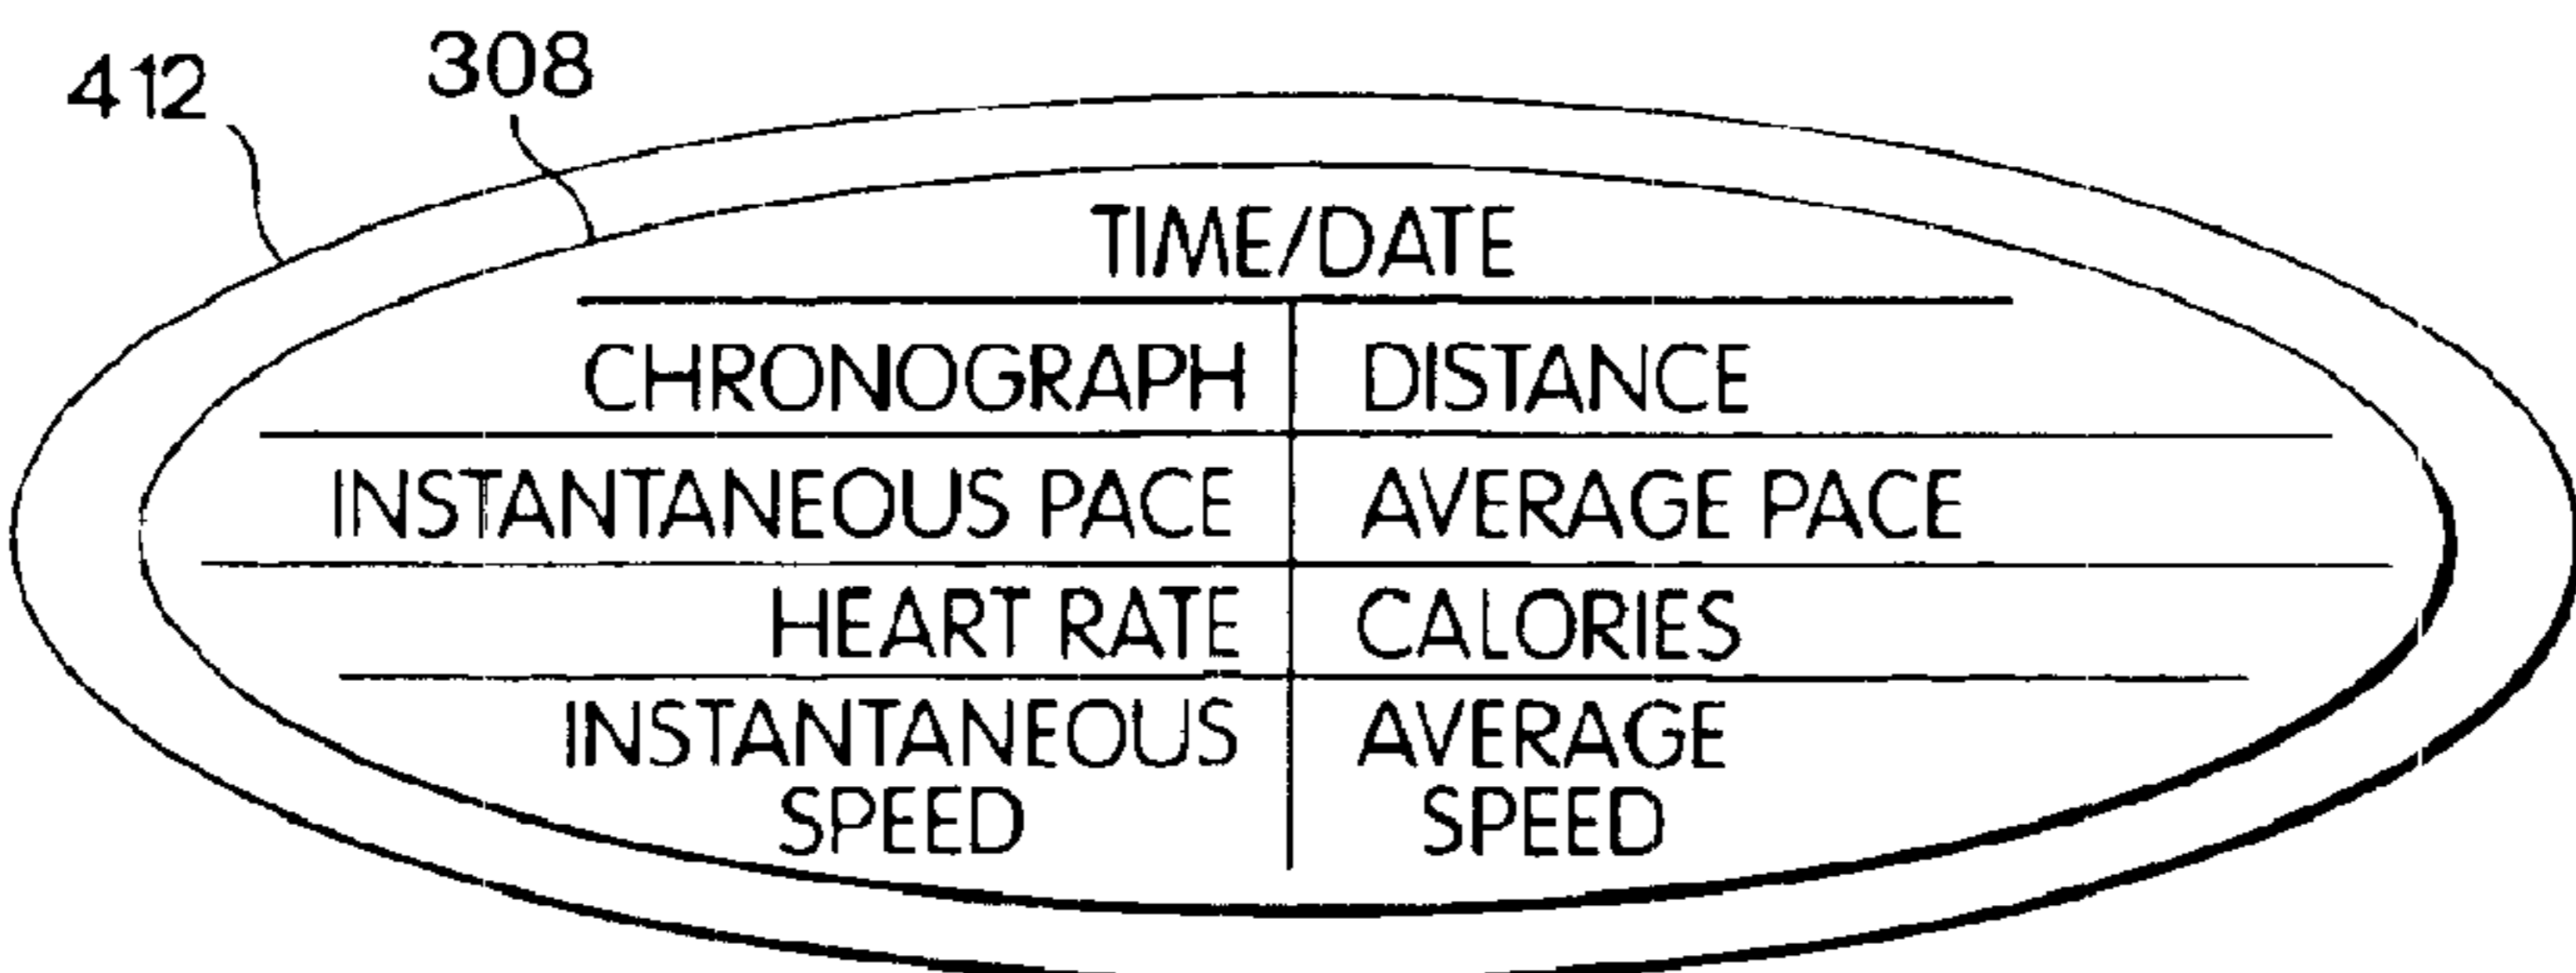 412 308
TIME/DATE
CHRONOGRAPH DISTANCE
INSTANTANEOUS PACE AVERAGE PACE
HEART RATE CALORIES
INSTANTANEOUS AVERAGE
SPEED SPEED